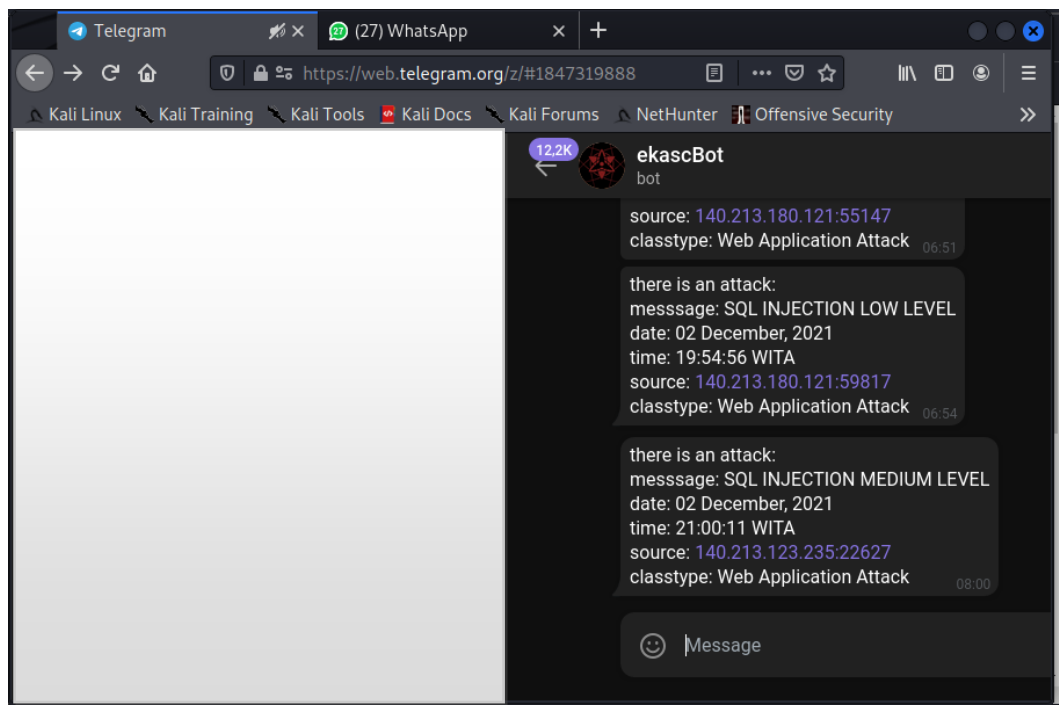 Telegram
(27) WhatsApp
https://web.telegram.org/z/#1847319888
Kali Linux Kali Training Kali Tools Kali Docs Kali Forums NetHunter Offensive Security
12,2K
ekascBot
bot
source: 140.213.180.121:55147
classtype: Web Application Attack 06:51
there is an attack:
messsage: SQL INJECTION LOW LEVEL
date: 02 December, 2021
time: 19:54:56 WITA
source: 140.213.180.121:59817
classtype: Web Application Attack 06:54
there is an attack:
messsage: SQL INJECTION MEDIUM LEVEL
date: 02 December, 2021
time: 21:00:11 WITA
source: 140.213.123.235:22627
classtype: Web Application Attack 08:00
Message